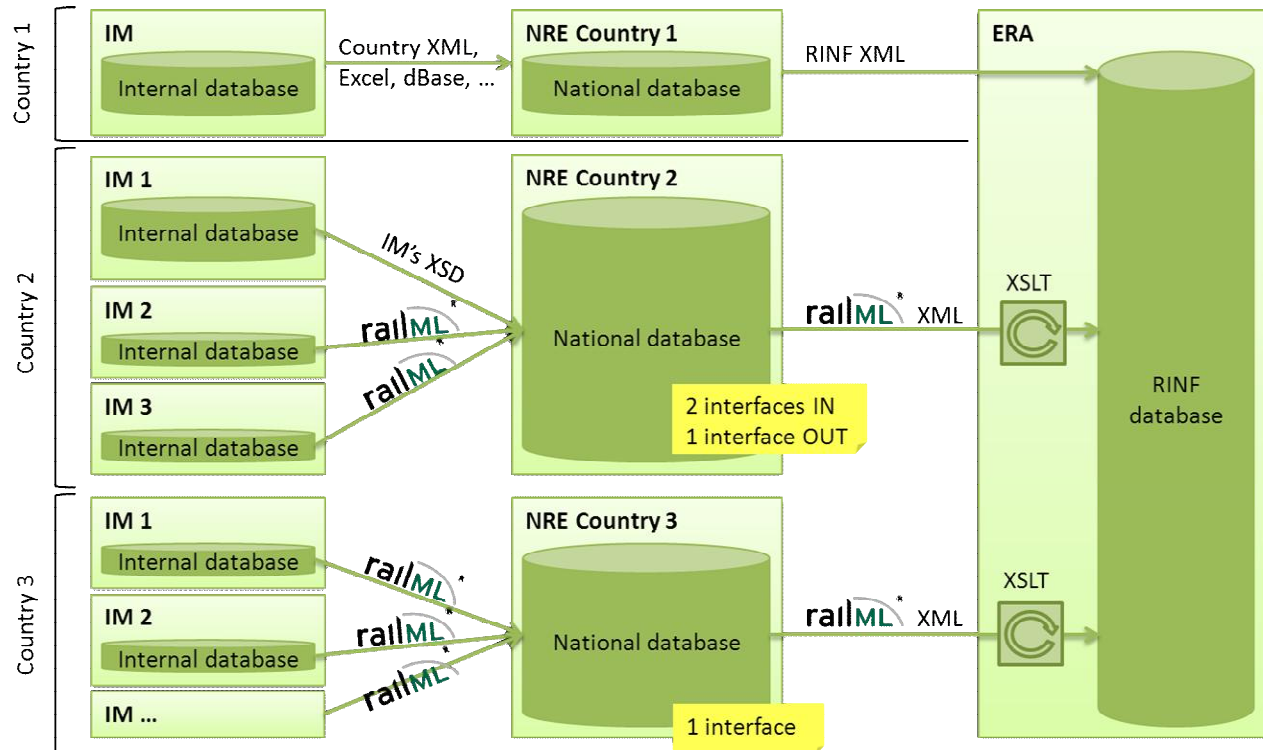 Country 1
IM
Internal database
Country XML,
Excel, dBase, ...
NRE Country 1
National database
RINF XML
ERA
Country 2
IM 1
Internal database
IM 2
Internal database
IM 3
Internal database
IM's XSD
railML®
railML®
NRE Country 2
National database
2 interfaces IN
1 interface OUT
railML® XML
XSLT
RINF
database
Country 3
IM 1
Internal database
IM 2
Internal database
IM ...
railML®
railML®
railML®
NRE Country 3
National database
1 interface
railML® XML
XSLT